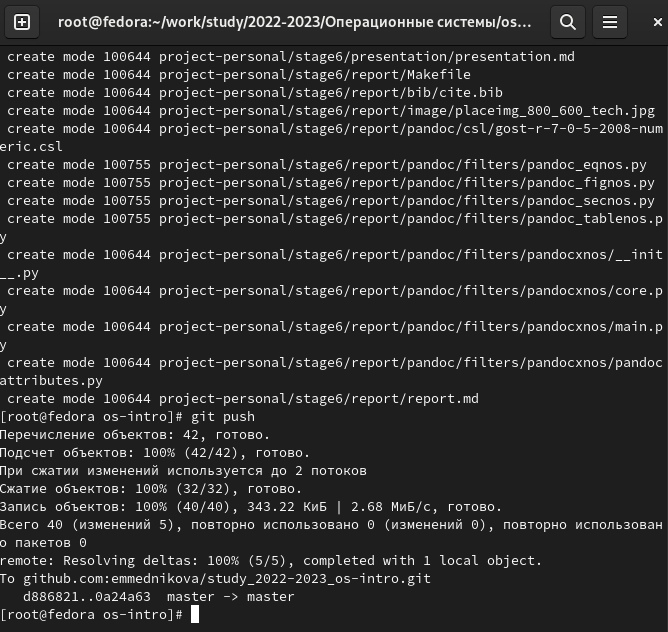 root@fedora:~/work/study/2022-2023/Операционные системы/os...
create mode 100644 project-personal/stage6/presentation/presentation.md
create mode 100644 project-personal/stage6/report/Makefile
create mode 100644 project-personal/stage6/report/bib/cite.bib
create mode 100644 project-personal/stage6/report/image/placeimg_800_600_tech.jpg
create mode 100644 project-personal/stage6/report/pandoc/csl/gost-r-7-0-5-2008-num
eric.csl
create mode 100755 project-personal/stage6/report/pandoc/filters/pandoc_eqnos.py
create mode 100755 project-personal/stage6/report/pandoc/filters/pandoc_fignos.py
create mode 100755 project-personal/stage6/report/pandoc/filters/pandoc_secnos.py
create mode 100755 project-personal/stage6/report/pandoc/filters/pandoc_tablenos.p
y
create mode 100644 project-personal/stage6/report/pandoc/filters/pandocxnos/__init
__.py
create mode 100644 project-personal/stage6/report/pandoc/filters/pandocxnos/core.p
y
create mode 100644 project-personal/stage6/report/pandoc/filters/pandocxnos/main.p
y
create mode 100644 project-personal/stage6/report/pandoc/filters/pandocxnos/pandoc
attributes.py
create mode 100644 project-personal/stage6/report/report.md
[root@fedora os-intro]# git push
Перечисление объектов: 42, готово.
Подсчет объектов: 100% (42/42), готово.
При сжатии изменений используется до 2 потоков
Сжатие объектов: 100% (32/32), готово.
Запись объектов: 100% (40/40), 343.22 КиБ | 2.68 МиБ/с, готово.
Всего 40 (изменений 5), повторно использовано 0 (изменений 0), повторно использован
о пакетов 0
remote: Resolving deltas: 100% (5/5), completed with 1 local object.
To github.com:emmednikova/study_2022-2023_os-intro.git
d886821..0a24a63  master -> master
[root@fedora os-intro]#